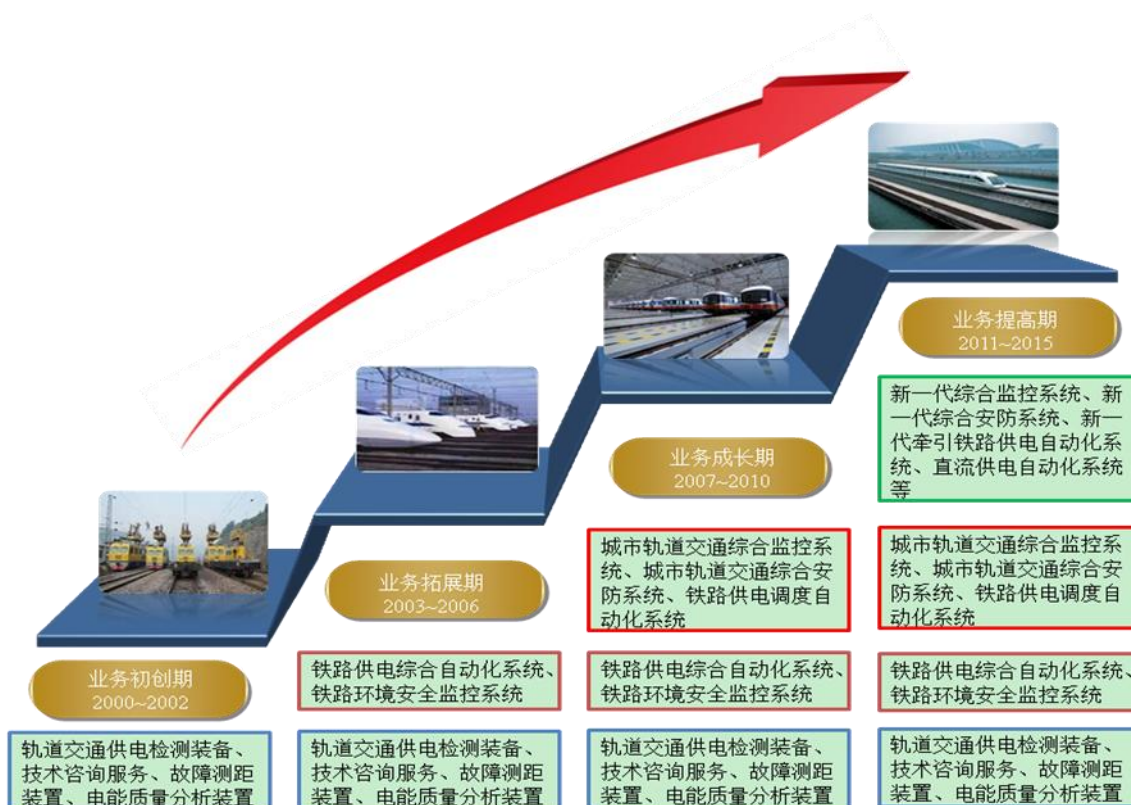 业务提高期
2011~2015
新一代综合监控系统、新
一代综合安防系统、新一
代牵引铁路供电自动化系
统、直流供电自动化系统
等
业务成长期
2007~2010
城市轨道交通综合监控系
统、城市轨道交通综合安
防系统、铁路供电调度自
动化系统
城市轨道交通综合监控系
统、城市轨道交通综合安
防系统、铁路供电调度自
动化系统
业务拓展期
2003~2006
铁路供电综合自动化系统、
铁路环境安全监控系统
铁路供电综合自动化系统、
铁路环境安全监控系统
铁路供电综合自动化系统、
铁路环境安全监控系统
业务初创期
2000~2002
轨道交通供电检测装备、
技术咨询服务、故障测距
装置、电能质量分析装置
轨道交通供电检测装备、
技术咨询服务、故障测距
装置、电能质量分析装置
轨道交通供电检测装备、
技术咨询服务、故障测距
装置、电能质量分析装置
轨道交通供电检测装备、
技术咨询服务、故障测距
装置、电能质量分析装置